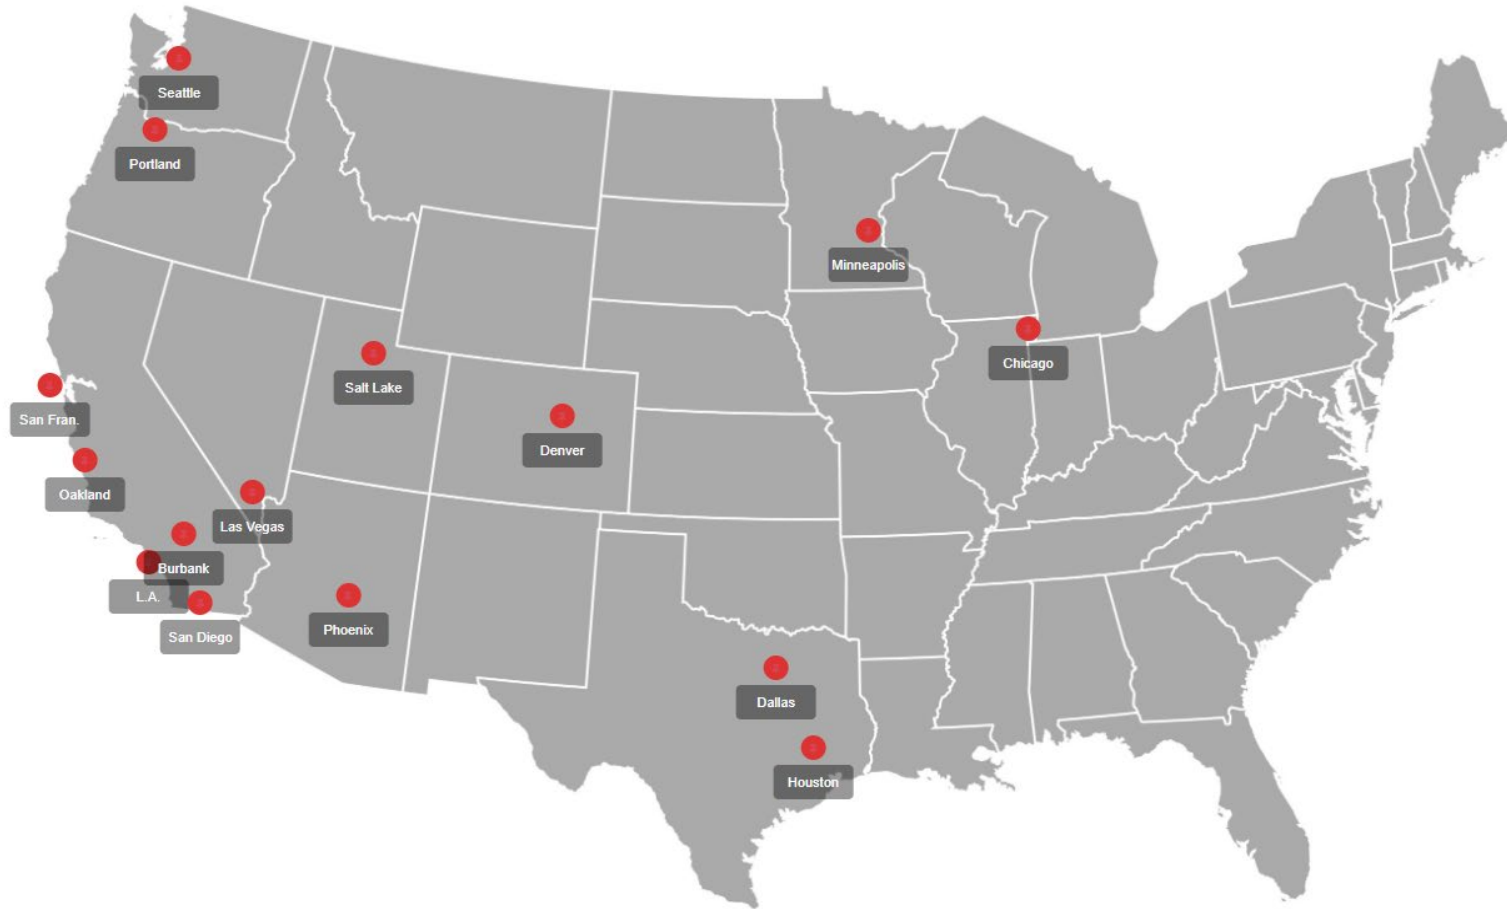 Seattle
Portland
Minneapolis
Chicago
Salt Lake
San Fran.
Denver
Oakland
Las Vegas
Burbank
L.A.
San Diego
Phoenix
Dallas
Houston